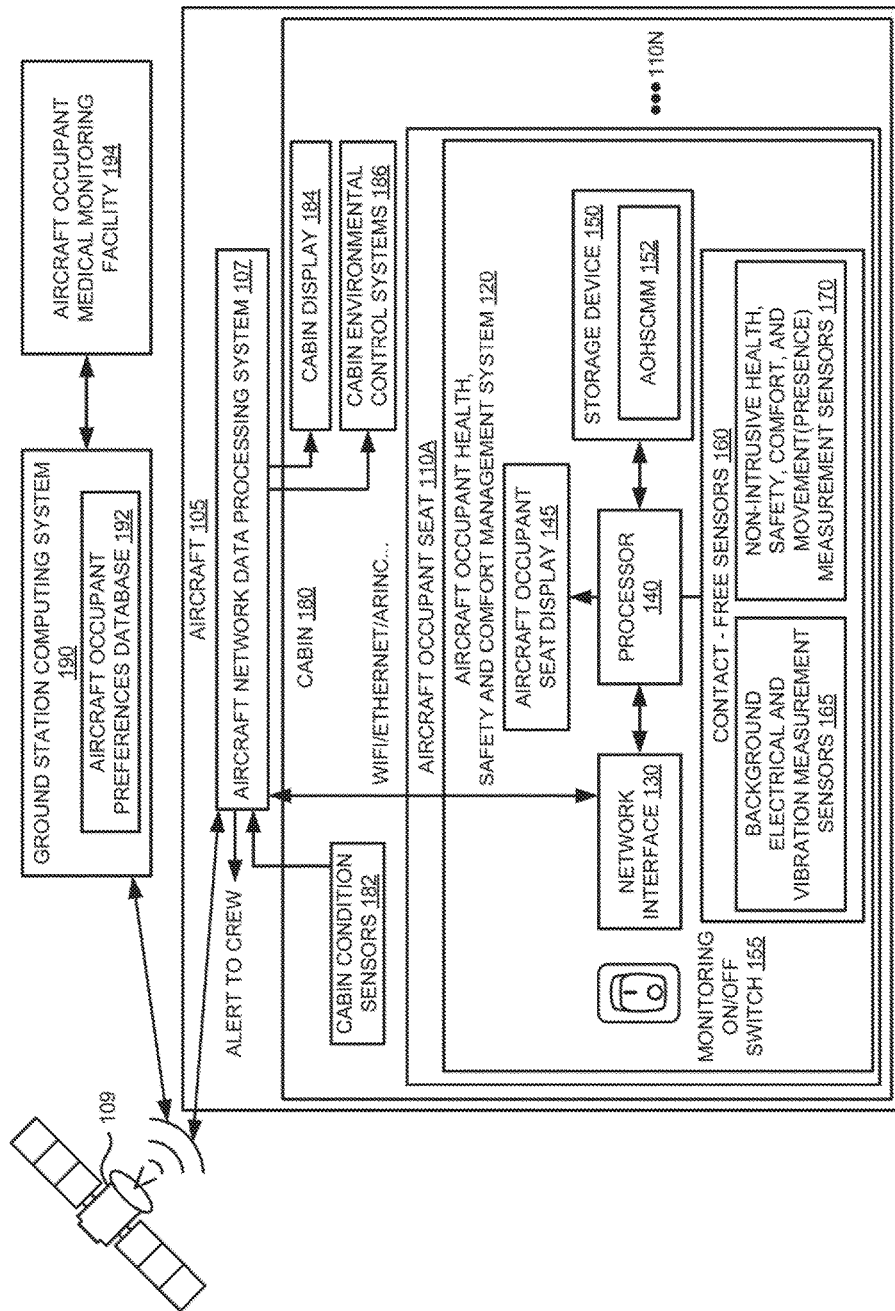 109
GROUND STATION COMPUTING SYSTEM
190
AIRCRAFT OCCUPANT
PREFERENCES DATABASE 192
AIRCRAFT OCCUPANT
MEDICAL MONITORING
FACILITY 194
AIRCRAFT 105
AIRCRAFT NETWORK DATA PROCESSING SYSTEM 107
ALERT TO CREW
CABIN 180
CABIN DISPLAY 184
CABIN ENVIRONMENTAL
CONTROL SYSTEMS 186
CABIN CONDITION
SENSORS 182
WIFI/ETHERNET/ARINC...
AIRCRAFT OCCUPANT SEAT 110A
●●● 110N
AIRCRAFT OCCUPANT HEALTH,
SAFETY AND COMFORT MANAGEMENT SYSTEM 120
AIRCRAFT OCCUPANT
SEAT DISPLAY 145
STORAGE DEVICE 150
AOHSCMM 152
NETWORK
INTERFACE 130
PROCESSOR
140
MONITORING
ON/OFF
SWITCH 155
CONTACT - FREE SENSORS 160
BACKGROUND
ELECTRICAL AND
VIBRATION MEASUREMENT
SENSORS 165
NON-INTRUSIVE HEALTH,
SAFETY, COMFORT, AND
MOVEMENT(PRESENCE)
MEASUREMENT SENSORS 170